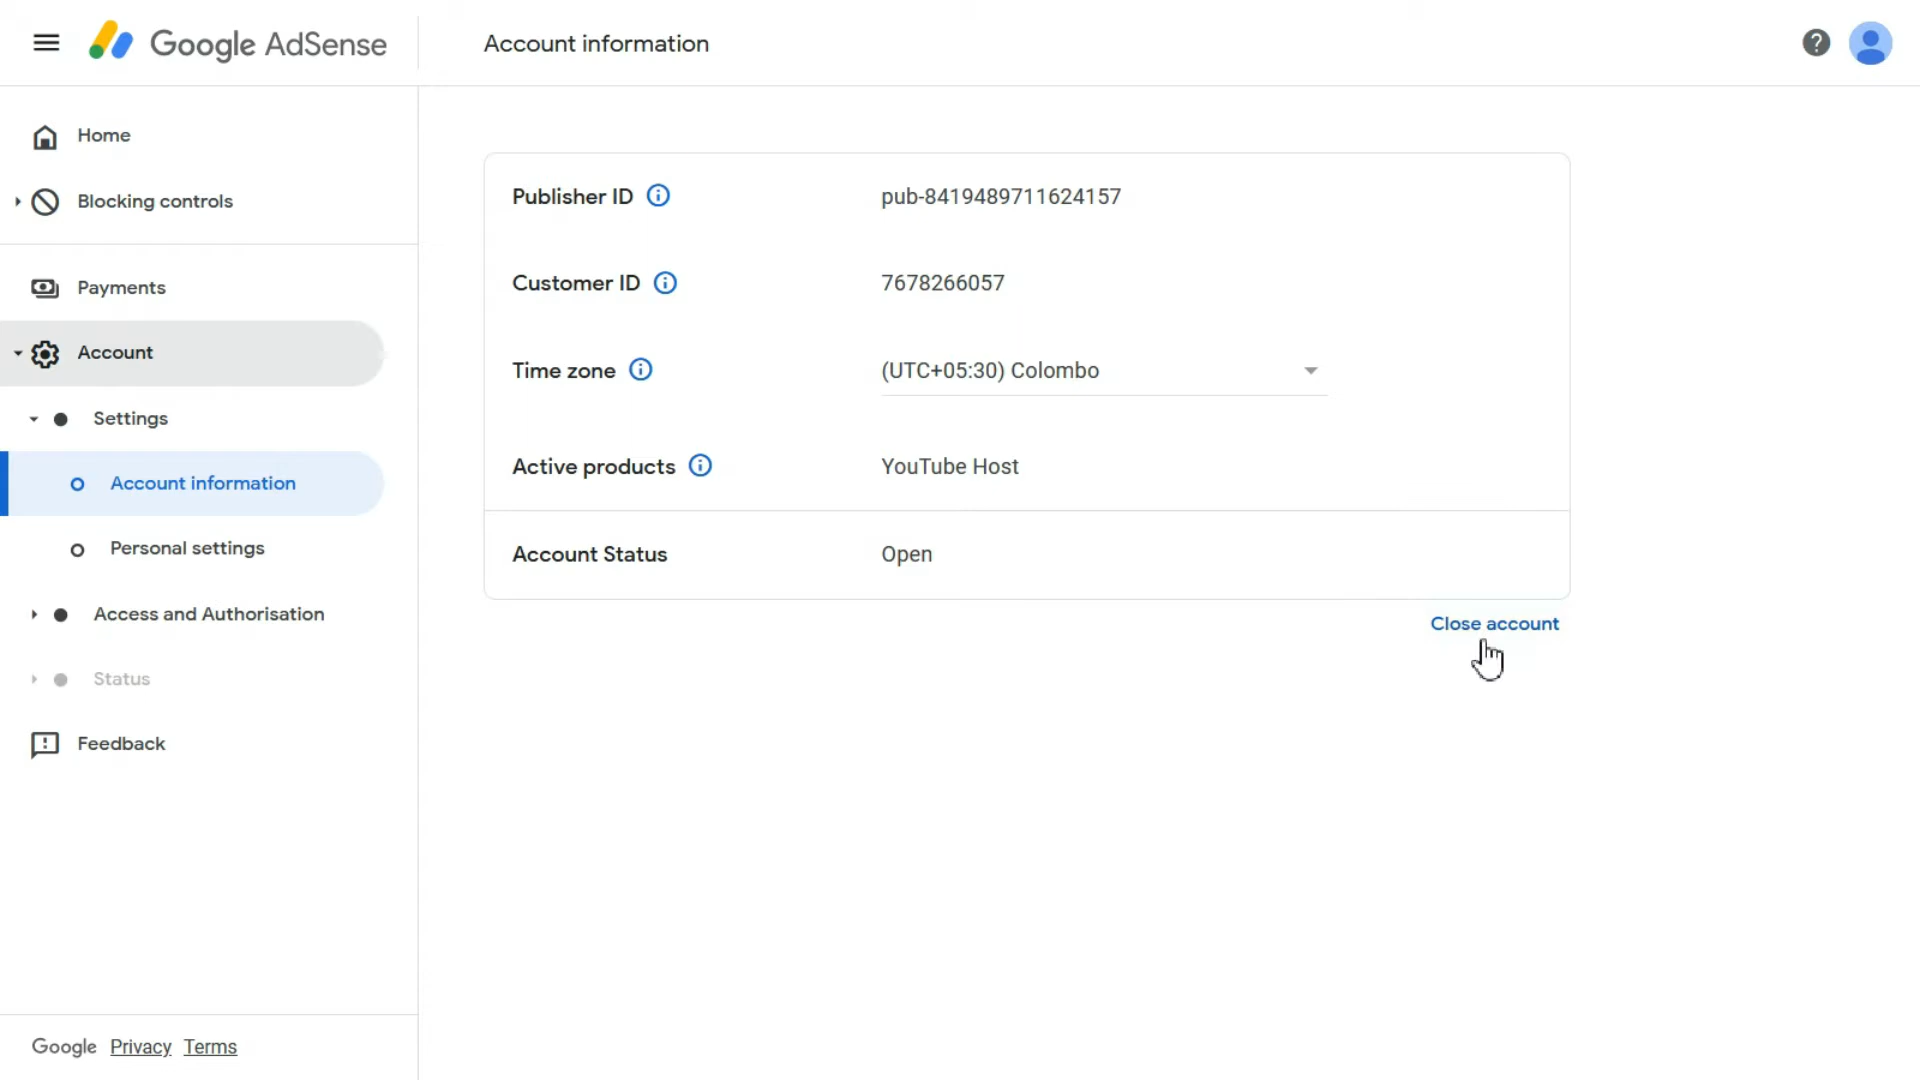 Google AdSense
Account information
Home
Blocking controls
Payments
Account
Settings
Account information
Personal settings
Access and Authorisation
Status
Feedback
Google Privacy Terms
Publisher ID pub-8419489711624157
Customer ID 7678266057
Time zone (UTC+05:30) Colombo
Active products YouTube Host
Account Status Open
Close account